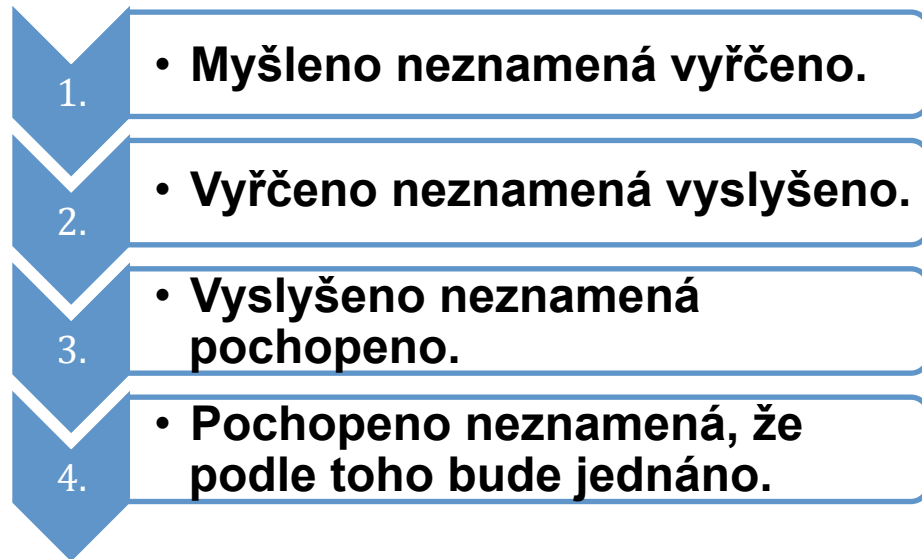 1.
• Myšleno neznamená vyřčeno.
2.
• Vyřčeno neznamená vyslyšeno.
3.
• Vyslyšeno neznamená
pochopeno.
4.
• Pochopeno neznamená, že
podle toho bude jednáno.